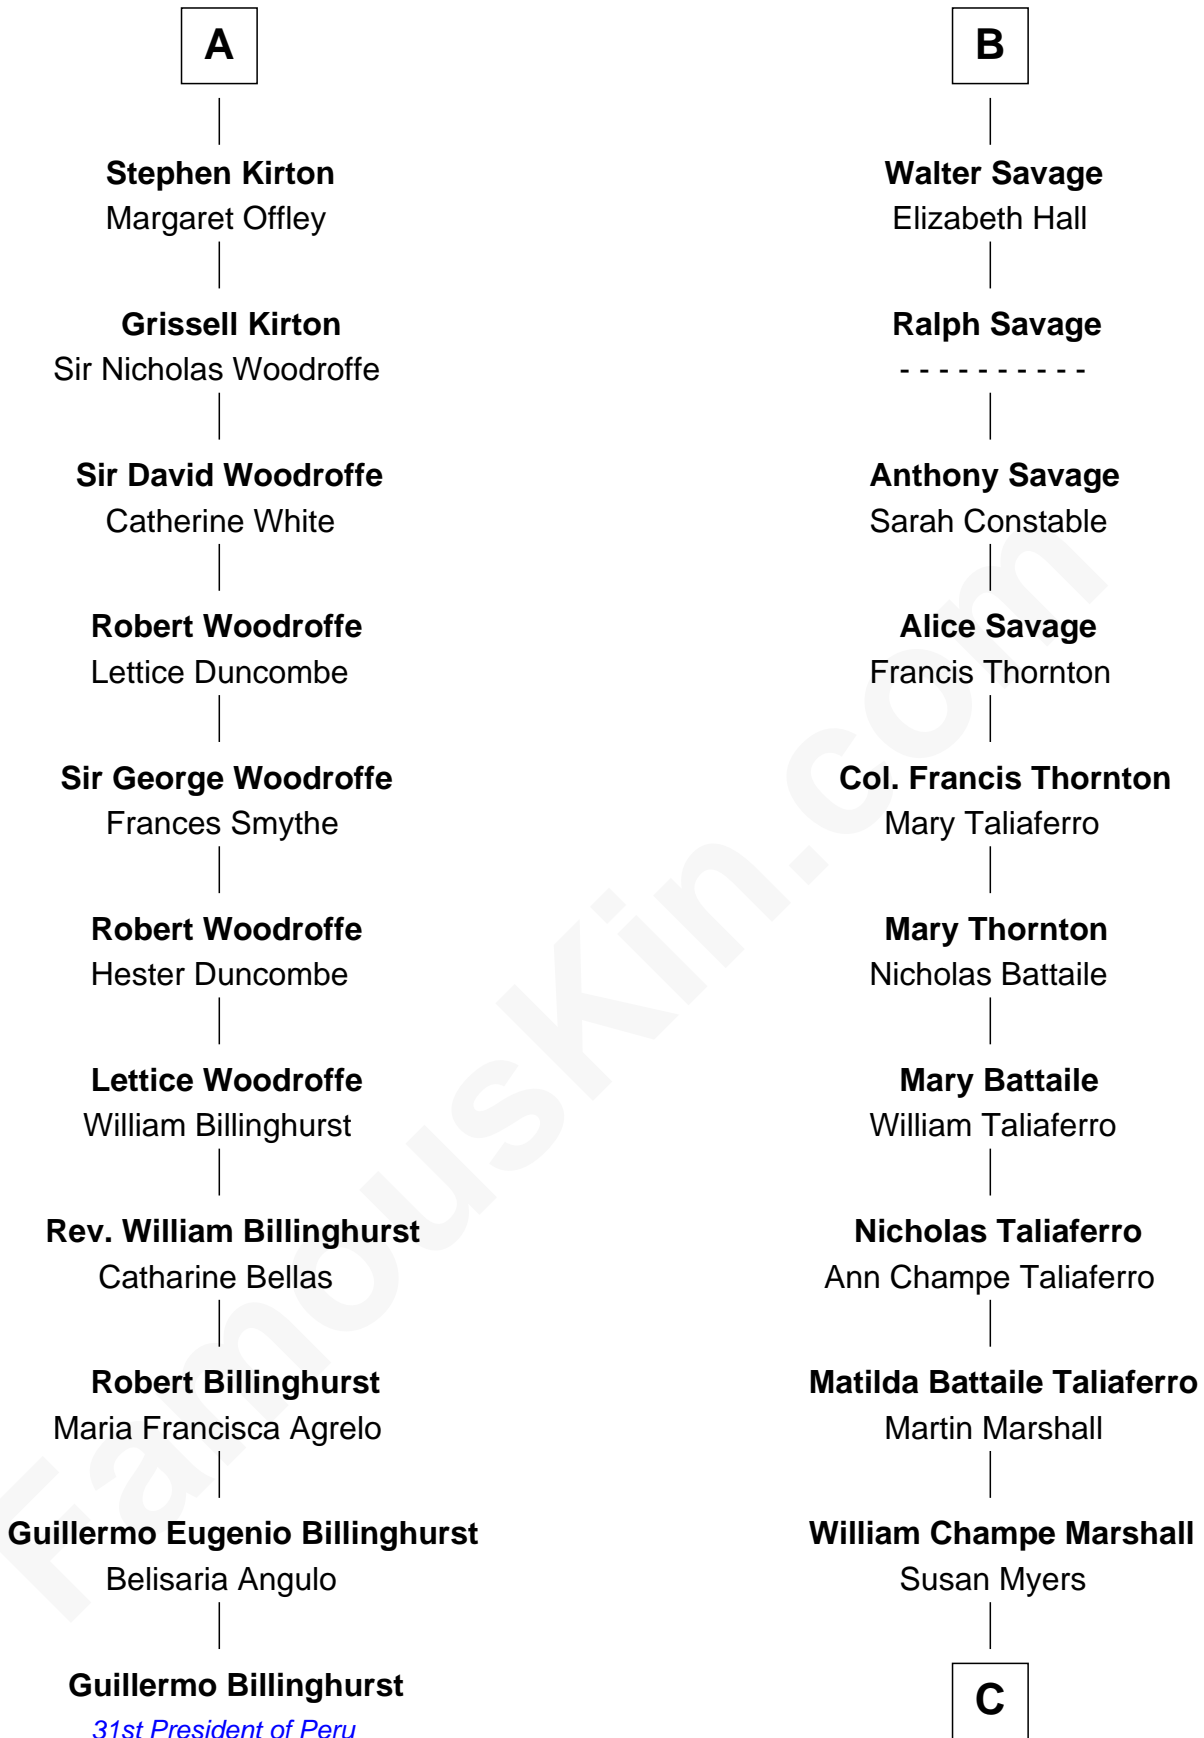 A
Stephen Kirton
Margaret Offley
Grissell Kirton
Sir Nicholas Woodroffe
Sir David Woodroffe
Catherine White
Robert Woodroffe
Lettice Duncombe
Sir George Woodroffe
Frances Smythe
Robert Woodroffe
Hester Duncombe
Lettice Woodroffe
William Billinghurst
Rev. William Billinghurst
Catharine Bellas
Robert Billinghurst
Maria Francisca Agrelo
Guillermo Eugenio Billinghurst
Belisaria Angulo
Guillermo Billinghurst
31st President of Peru
B
Walter Savage
Elizabeth Hall
Ralph Savage
- - - - - - - - - -
Anthony Savage
Sarah Constable
Alice Savage
Francis Thornton
Col. Francis Thornton
Mary Taliaferro
Mary Thornton
Nicholas Battaile
Mary Battaile
William Taliaferro
Nicholas Taliaferro
Ann Champe Taliaferro
Matilda Battaile Taliaferro
Martin Marshall
William Champe Marshall
Susan Myers
C
FamousKin.com